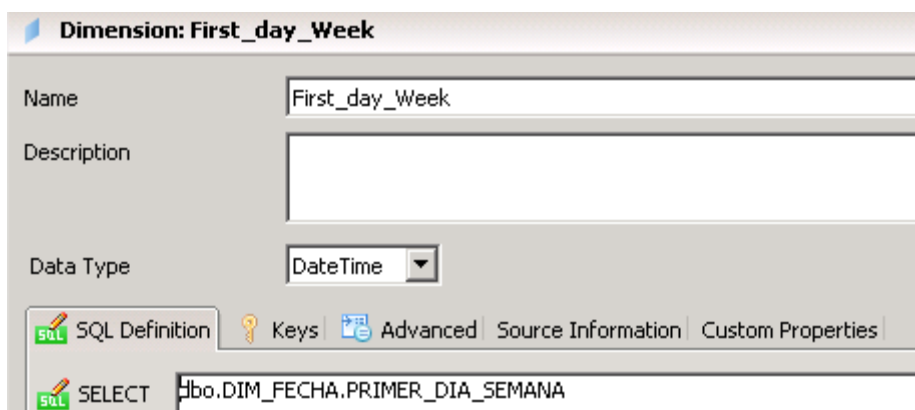 Dimension: First_day_Week
Name First_day_Week
Description
Data Type DateTime
SQL Definition Keys Advanced Source Information Custom Properties
SELECT dbo.DIM_FECHA.PRIMER_DIA_SEMANA